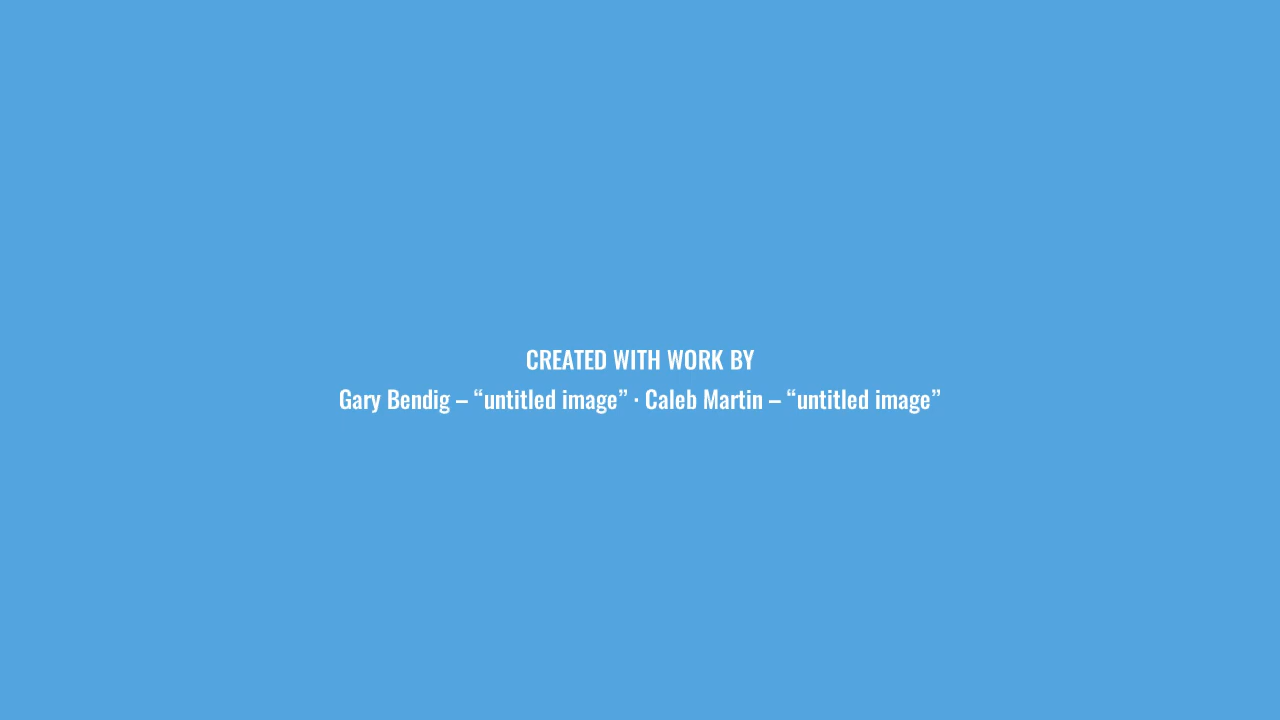 CREATED WITH WORK BY
Gary Bendig – “untitled image” · Caleb Martin – “untitled image”